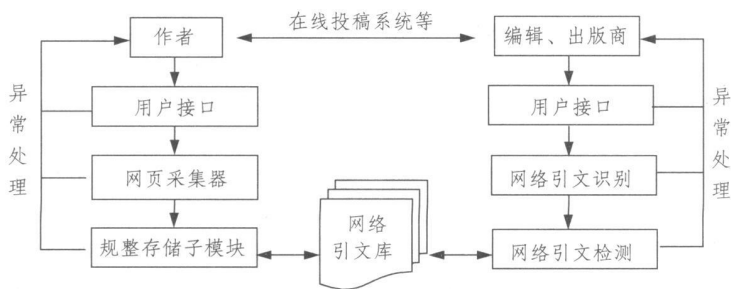 在线投稿系统等
作者
编辑、出版商
异常处理
用户接口
用户接口
异常处理
网页采集器
网络引文识别
网络
引文库
规整存储子模块
网络引文检测